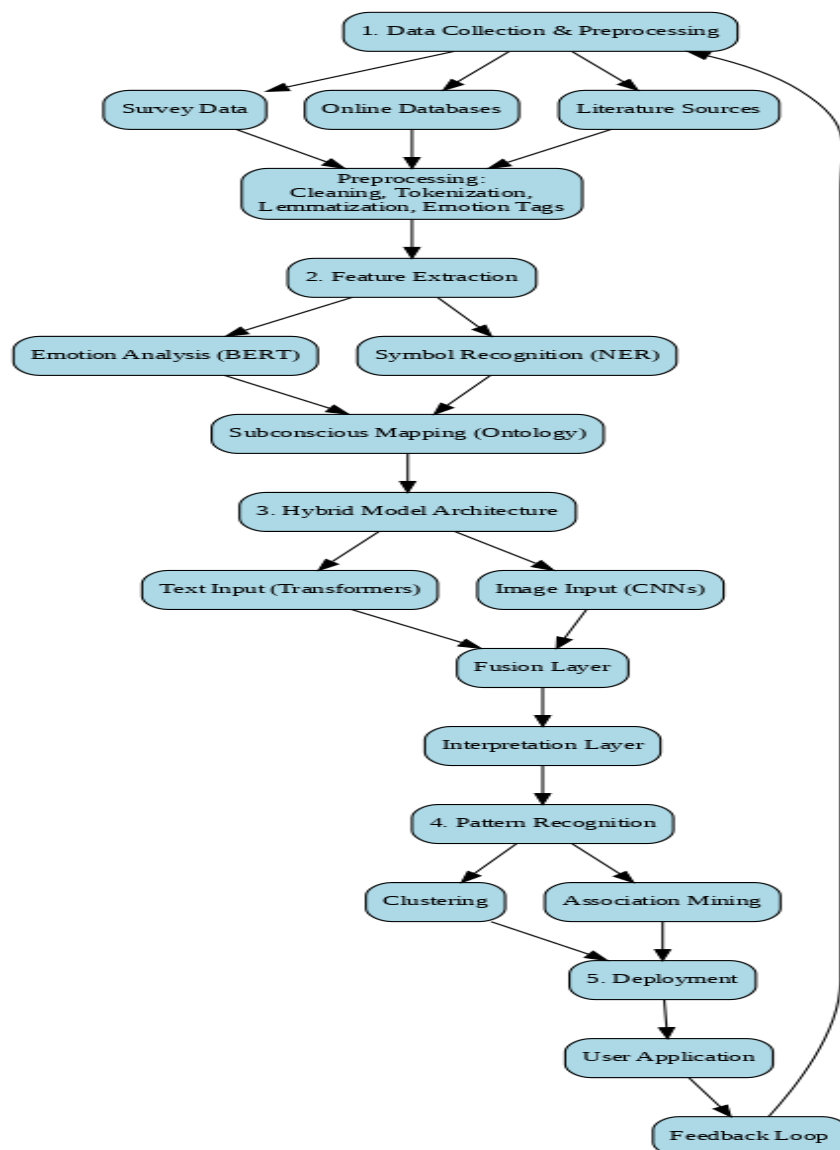 1. Data Collection & Preprocessing
Survey Data
Online Databases
Literature Sources
Preprocessing:
Cleaning, Tokenization,
Lemmatization, Emotion Tags
2. Feature Extraction
Emotion Analysis (BERT)
Symbol Recognition (NER)
Subconscious Mapping (Ontology)
3. Hybrid Model Architecture
Text Input (Transformers)
Image Input (CNNs)
Fusion Layer
Interpretation Layer
4. Pattern Recognition
Clustering
Association Mining
5. Deployment
User Application
Feedback Loop